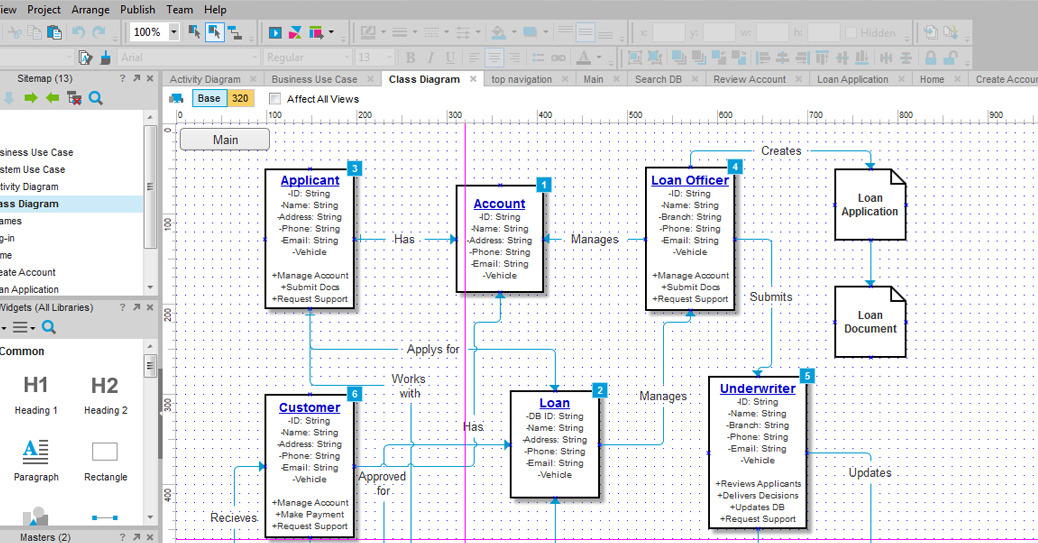 iew Project Arrange Publish Team Help
100%
x: y: w: h: Hidden
Arial Regular 13
B I U
Sitemap (13) ?
Activity Diagram
Business Use Case
Class Diagram
top navigation
Main
Search DB
Review Account
Loan Application
Home
Create Accour
Base 320 Affect All Views
0 100 200 300 400 500 600 700 800 900
0
100
200
300
400
usiness Use Case
stem Use Case
ctivity Diagram
ass Diagram
ames
g-in
me
eate Account
an Application
Widgets (All Libraries) ?
Common
H1
Heading 1
H2
Heading 2
A
Paragraph
Rectangle
Masters (2) ?
Main
3
Applicant
-ID: String
-Name: String
-Address: String
-Phone: String
-Email: String
-Vehicle
+Manage Account
+Submit Docs
+Request Support
Has
1
Account
-ID: String
-Name: String
-Address: String
-Phone: String
-Email: String
-Vehicle
Manages
4
Loan Officer
-ID: String
-Name: String
-Branch: String
-Phone: String
-Email: String
-Vehicle
+Manage Account
+Submit Docs
+Request Support
Creates
Loan
Application
Loan
Document
Submits
Applys for
Works
with
Has
Manages
6
Customer
-ID: String
-Name: String
-Address: String
-Phone: String
-Email: String
-Vehicle
+Manage Account
+Make Payment
+Request Support
Recieves
Approved
for
2
Loan
-DB ID: String
-Name: String
-Address: String
-Phone: String
-Email: String
-Vehicle
5
Underwriter
-ID: String
-Name: String
-Branch: String
-Phone: String
-Email: String
-Vehicle
+Reviews Applicants
+Delivers Decisions
+Updates DB
+Request Support
Updates